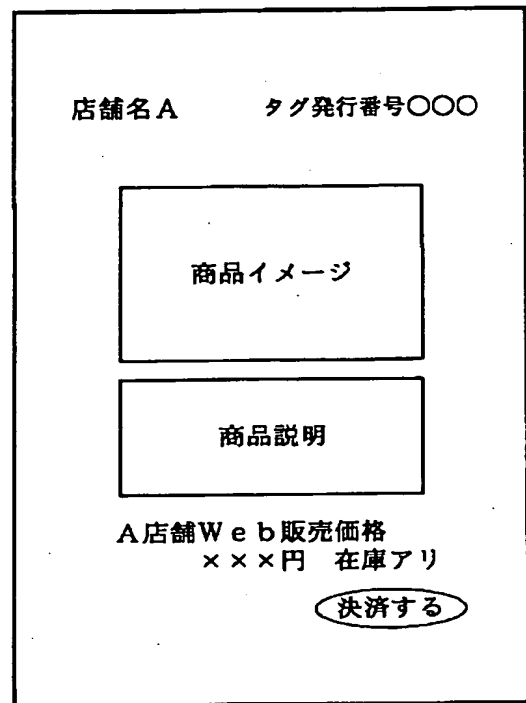 店舗名A タグ発行番号○○○
商品イメージ
商品説明
A店舗Web販売価格
×××円 在庫アリ
決済する